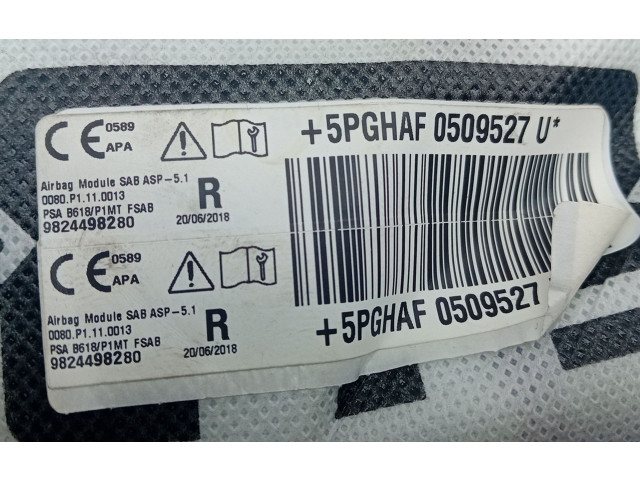 CE 0589
APA
Airbag Module SAB ASP-5.1
0080.P1.11.0013
PSA B618/P1MT FSAB
9824498280
R
20/06/2018
+5PGHAF 0509527 U*
CE 0589
APA
Airbag Module SAB ASP-5.1
0080.P1.11.0013
PSA B618/P1MT FSAB
9824498280
R
20/06/2018
+5PGHAF 0509527